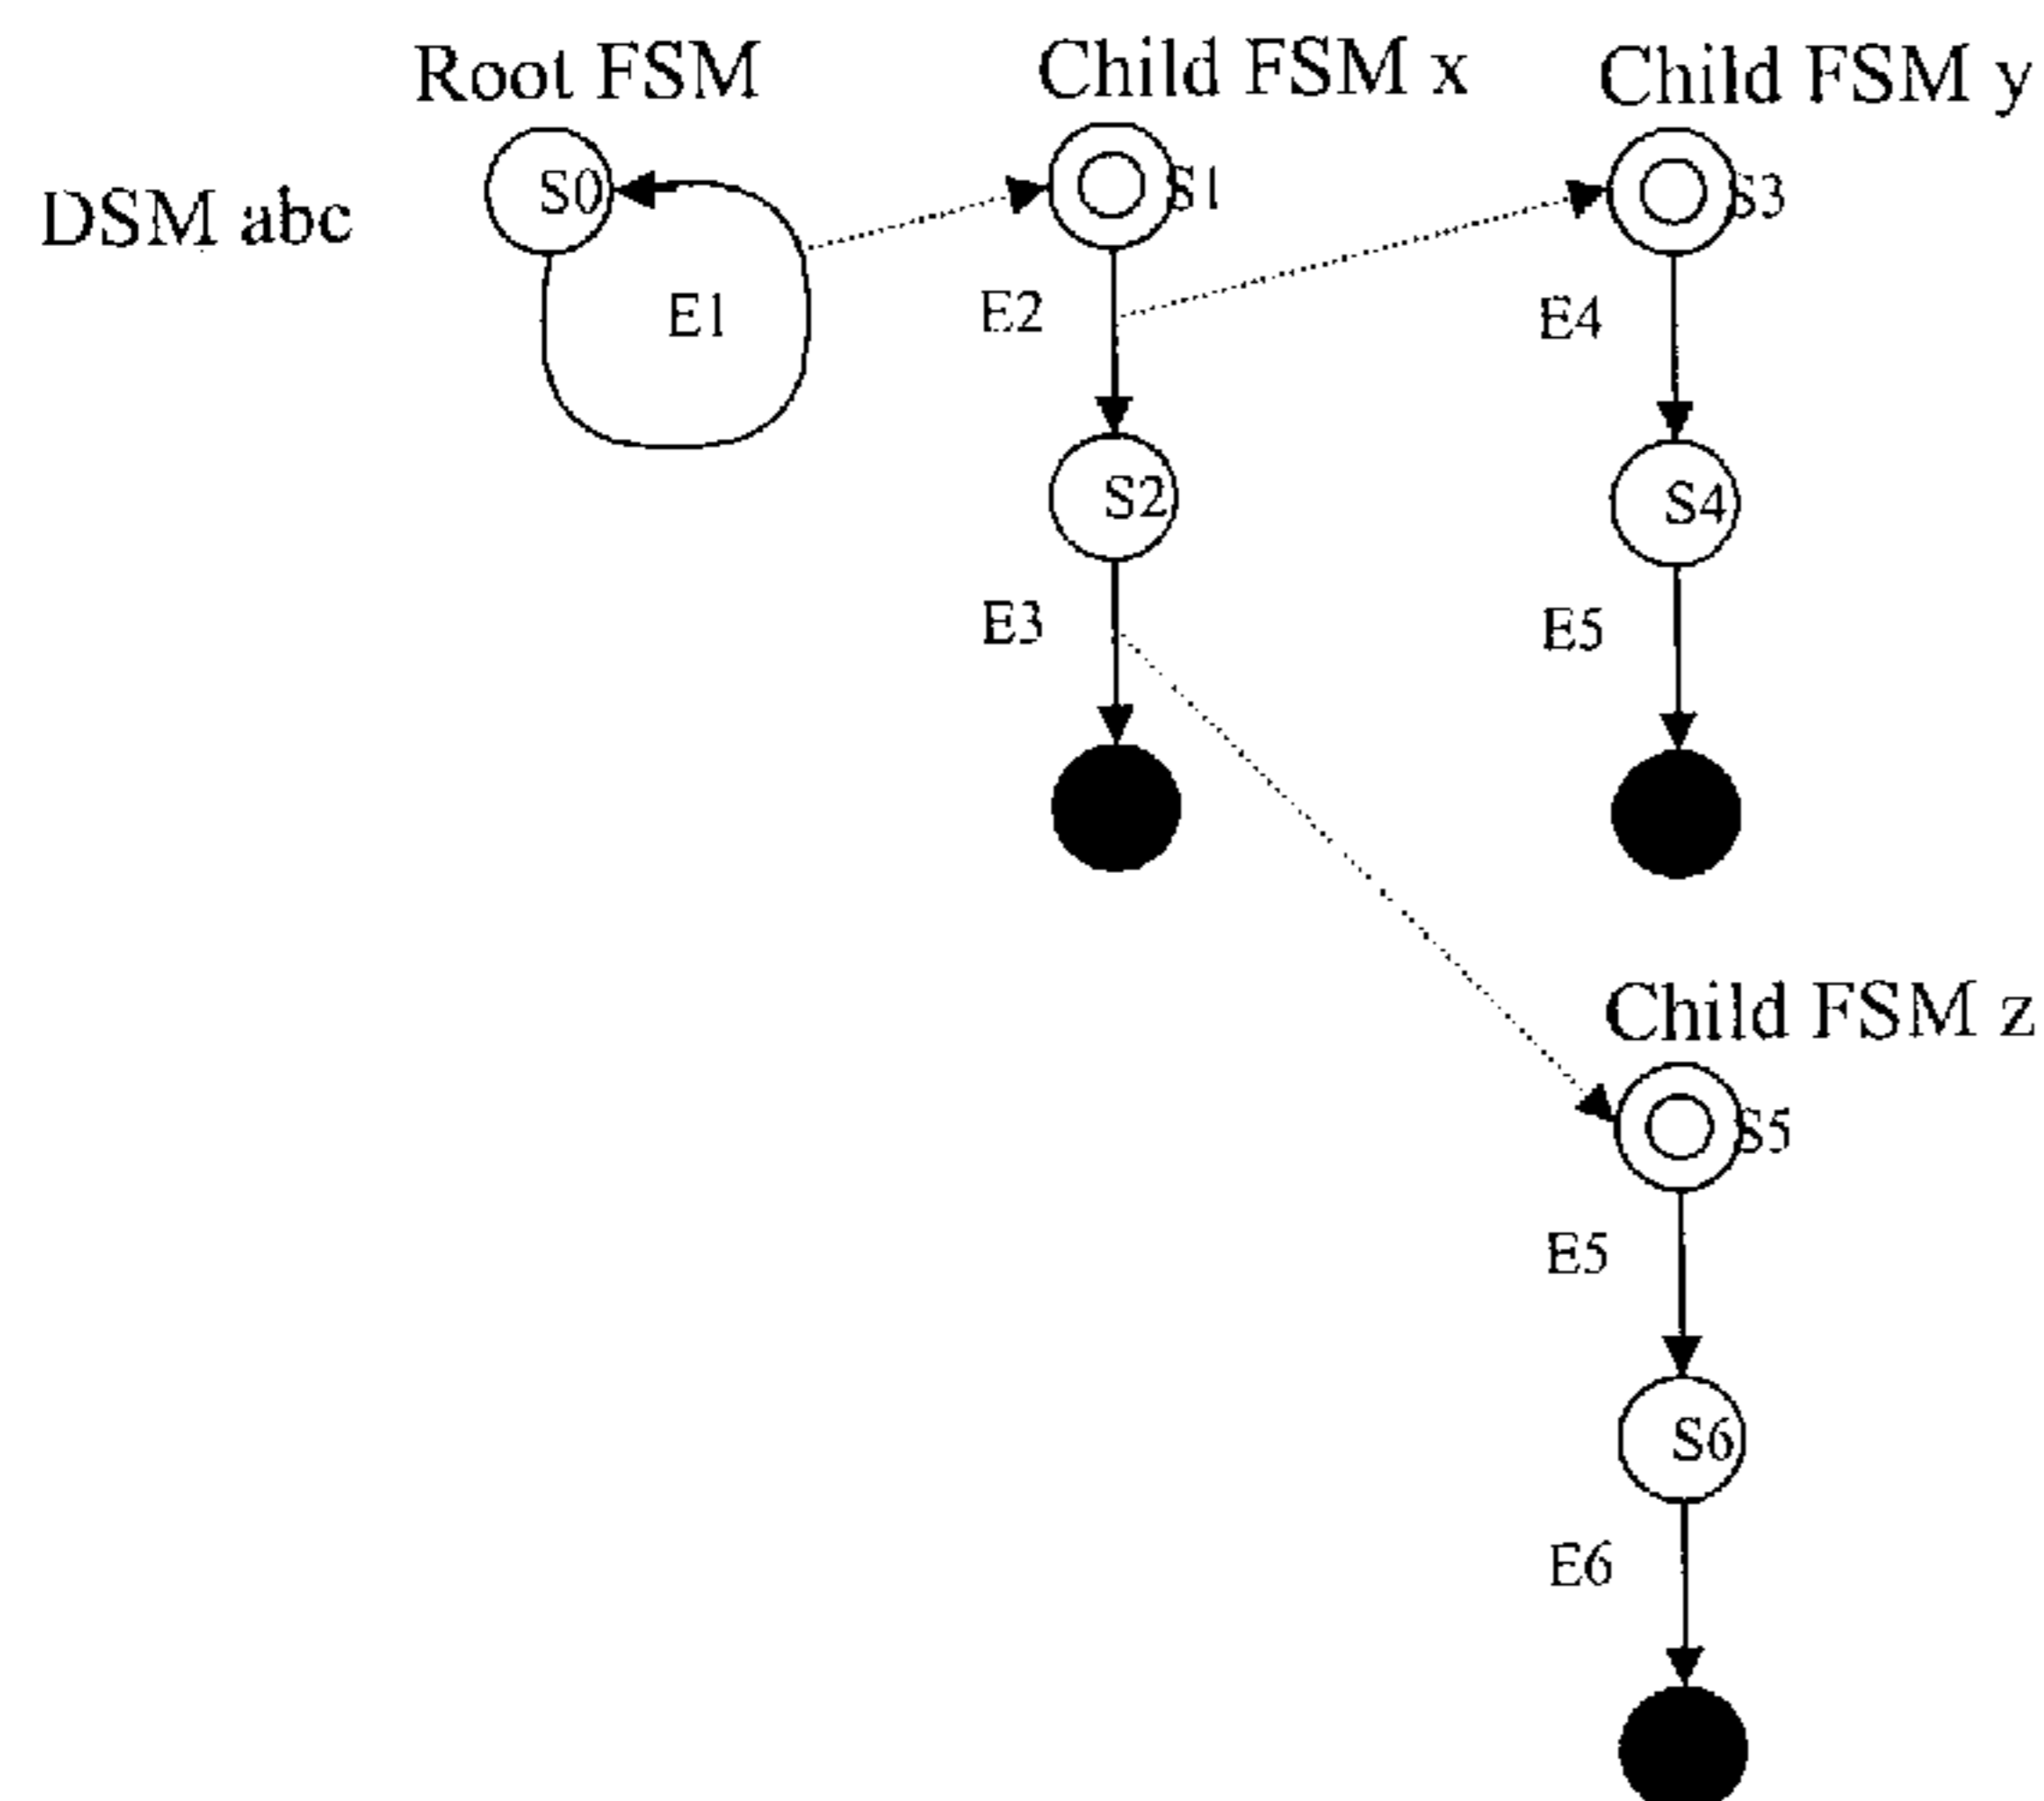 Root FSM
Child FSM x
Child FSM y
DSM abc
S0
S1
S3
E1
E2
E4
S2
S4
E3
E5
Child FSM z
S5
E5
S6
E6